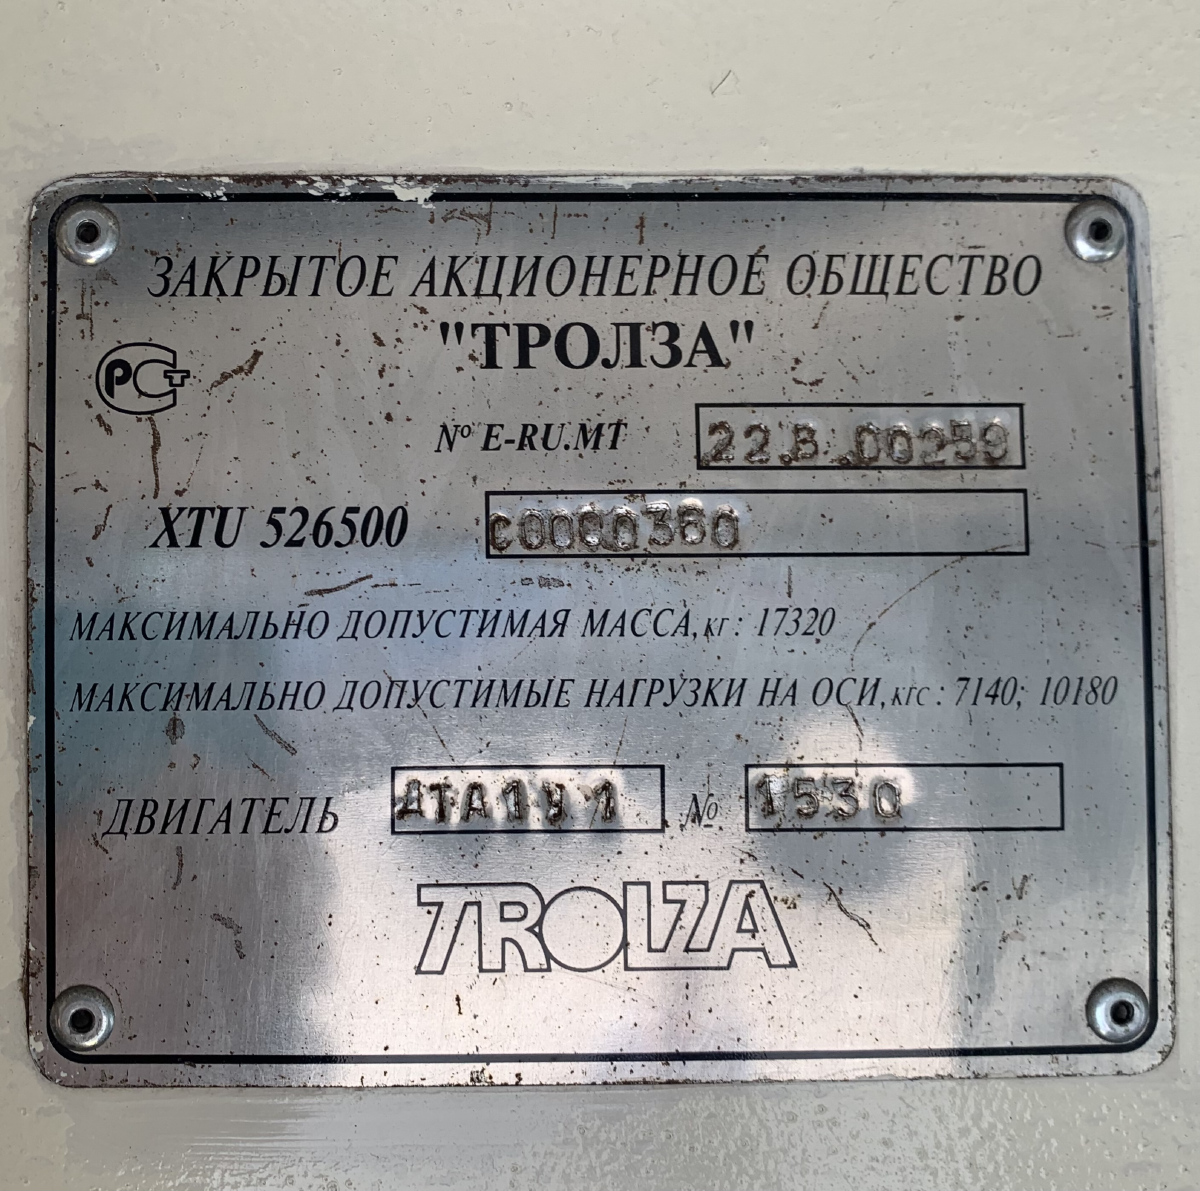 ЗАКРЫТОЕ АКЦИОНЕРНОЕ ОБЩЕСТВО
"ТРОЛЗА"
РСТ
№ E-RU.MT 22.B.00259
XTU 526500 C0000360
МАКСИМАЛЬНО ДОПУСТИМАЯ МАССА, кг: 17320
МАКСИМАЛЬНО ДОПУСТИМЫЕ НАГРУЗКИ НА ОСИ, кгс: 7140; 10180
ДВИГАТЕЛЬ ДТА1У1 № 1530
TROLZA